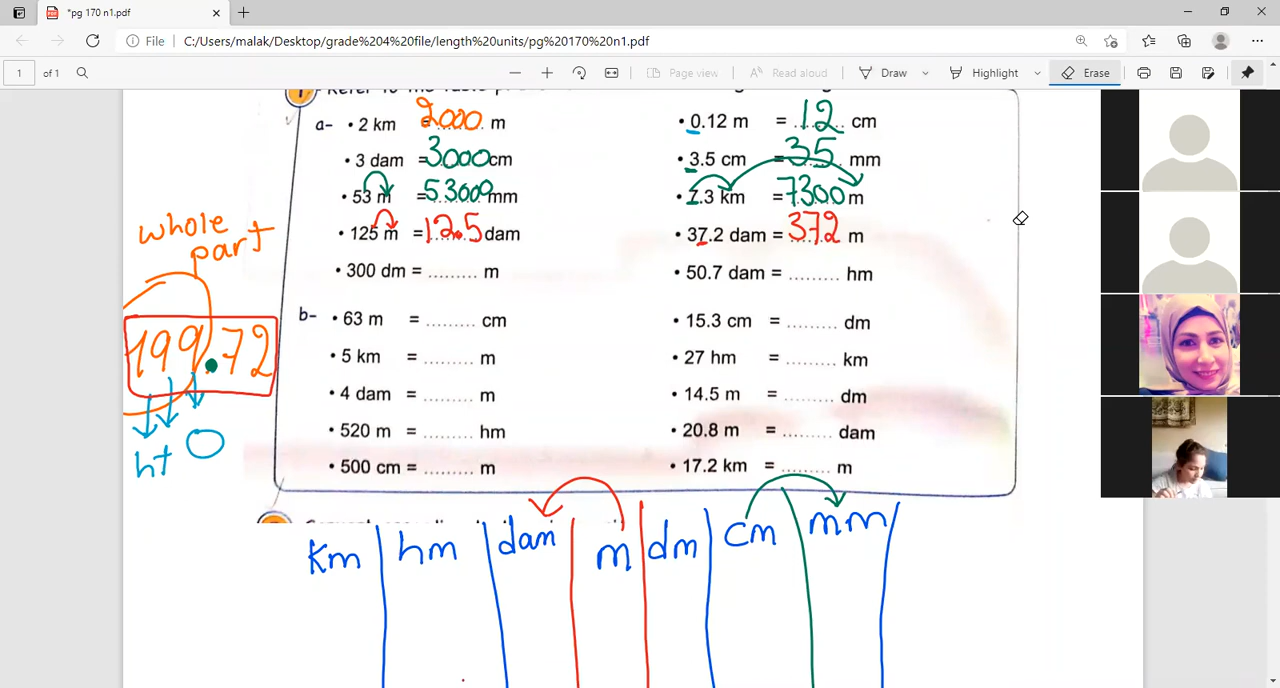 *pg 170 n1.pdf
File C:/Users/malak/Desktop/grade%204%20file/length%20units/pg%20170%20n1.pdf
1 of 1 Page view Read aloud Draw Highlight Erase
a- • 2 km = 2000 m
• 3 dam = 3000 cm
• 53 m = 53000 mm
• 125 m = 12.5 dam
• 300 dm = ......... m
• 0.12 m = 12 cm
• 3.5 cm = 35 mm
• 7.3 km = 7300 m
• 37.2 dam = 372 m
• 50.7 dam = ......... hm
b- • 63 m = ......... cm
• 5 km = ......... m
• 4 dam = ......... m
• 520 m = ......... hm
• 500 cm = ......... m
• 15.3 cm = ......... dm
• 27 hm = ......... km
• 14.5 m = ......... dm
• 20.8 m = ......... dam
• 17.2 km = ......... m
whole
part
199.72
h t O
km hm dam m dm cm mm